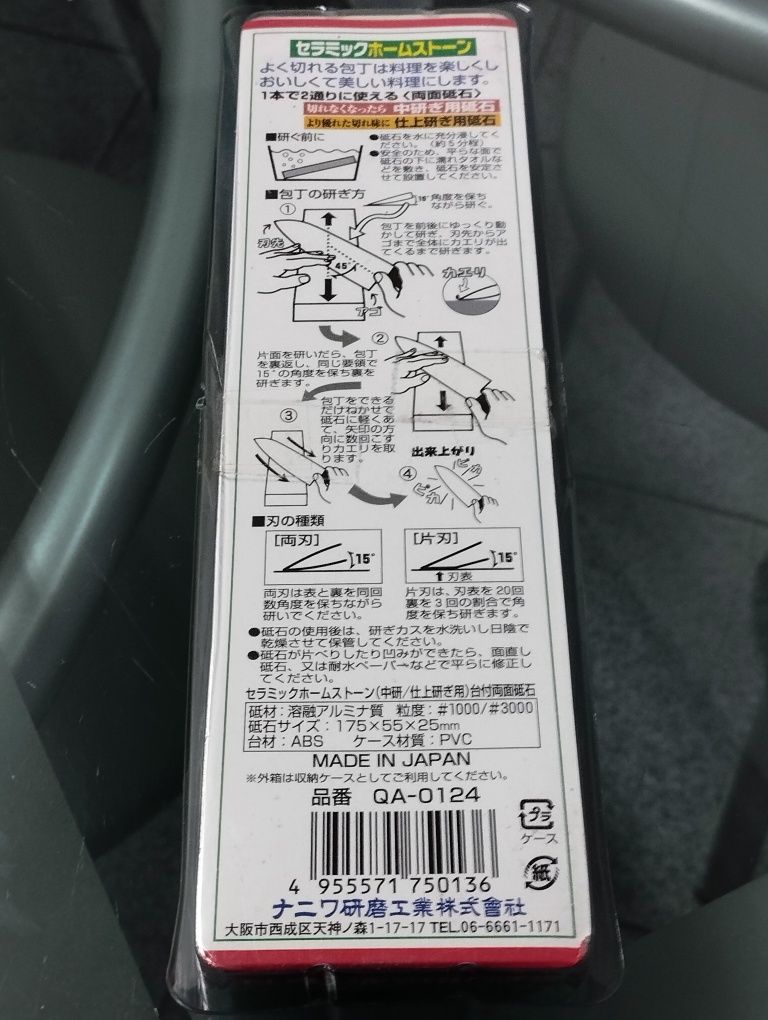 セラミックホームストーン
よく切れる包丁は料理を楽しくし
おいしくて美しい料理にします。
1本で2通りに使える〈両面砥石〉
切れなくなったら 中研ぎ用砥石
より優れた切れ味に 仕上研ぎ用砥石
■研ぐ前に
●砥石を水に充分浸してく
ださい。(約5分程)
●安全のため、平らな面で
砥石の下に濡れタオルな
どを敷き、砥石を安定さ
せて設置してください。
■包丁の研ぎ方
15°角度を保ち
ながら研ぐ。
①
包丁を前後にゆっくり動
かして研ぎ、刃先からア
ゴまで全体にカエリが出
てくるまで研ぎます。
刃先
45°
アゴ
カエリ
②
片面を研いだら、包丁
を裏返し、同じ要領で
15°の角度を保ち裏を
研ぎます。
③
包丁をできる
だけねかせて
砥石に軽くあ
て、矢印の方
向に数回こす
りカエリを取
ります。
出来上がり
④
ピカ
ピカ
■刃の種類
[両刃]
15°
両刃は表と裏を同回
数角度を保ちながら
研いでください。
[片刃]
15°
↑刃表
片刃は、刃表を20回
裏を3回の割合で角
度を保ち研ぎます。
●砥石の使用後は、研ぎカスを水洗いし日陰で
乾燥させて保管してください。
●砥石が片べりしたり凹みができたら、面直し
砥石、又は耐水ペーパーなどで平らに修正し
てください。
セラミックホームストーン(中研/仕上研ぎ用)台付両面砥石
砥材:溶融アルミナ質 粒度:#1000/#3000
砥石サイズ:175×55×25mm
台材:ABS ケース材質:PVC
MADE IN JAPAN
※外箱は収納ケースとしてご利用してください。
品番 QA-0124
プラ
ケース
紙
4 955571 750136
ナニワ研磨工業株式會社
大阪市西成区天神ノ森1-17-17 TEL.06-6661-1171